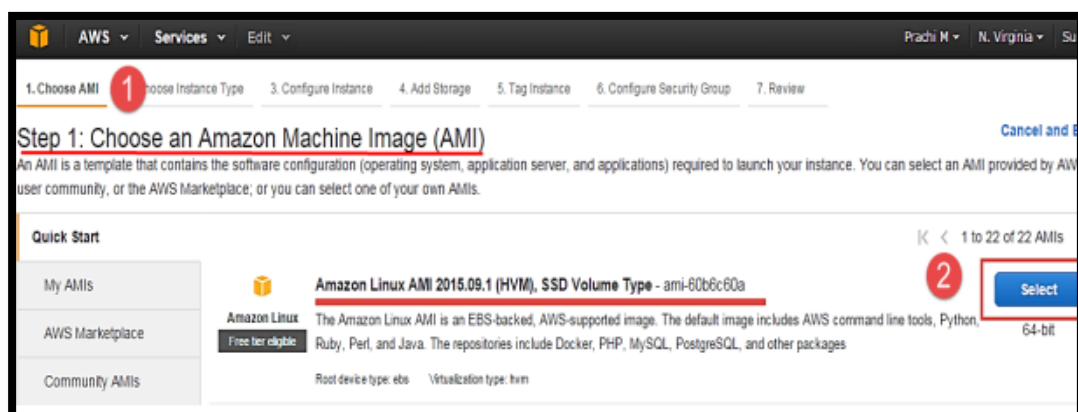 AWS Services Edit Prachi M N. Virginia Su
1. Choose AMI 1 hoose Instance Type 3. Configure Instance 4. Add Storage 5. Tag Instance 6. Configure Security Group 7. Review
Step 1: Choose an Amazon Machine Image (AMI) Cancel and E
An AMI is a template that contains the software configuration (operating system, application server, and applications) required to launch your instance. You can select an AMI provided by AW
user community, or the AWS Marketplace; or you can select one of your own AMIs.
Quick Start 1 to 22 of 22 AMIs
My AMIs
AWS Marketplace
Community AMIs
Amazon Linux
Free tier eligible
Amazon Linux AMI 2015.09.1 (HVM), SSD Volume Type - ami-60b6c60a
The Amazon Linux AMI is an EBS-backed, AWS-supported image. The default image includes AWS command line tools, Python,
Ruby, Perl, and Java. The repositories include Docker, PHP, MySQL, PostgreSQL, and other packages
Root device type: ebs Virtualization type: hvm
2
Select
64-bit